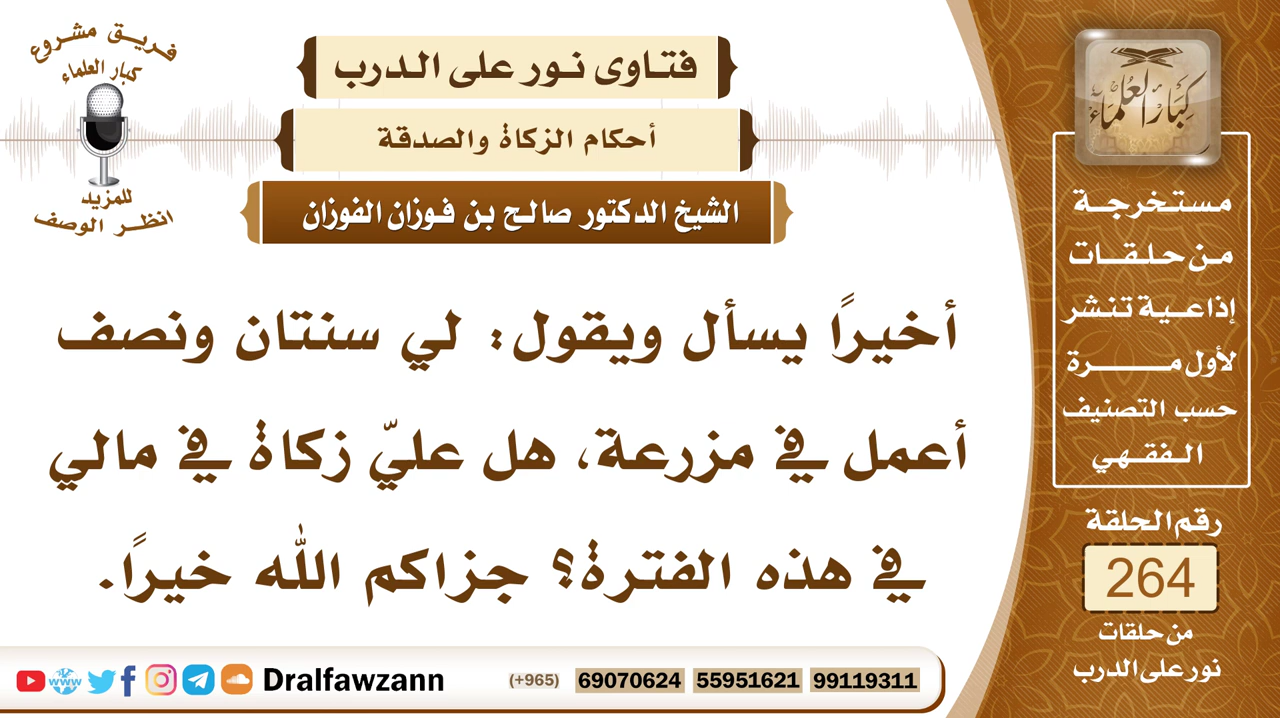 فريق مشروع
كبار العلماء
للمزيد
انظر الوصف
فتاوى نور على الدرب
أحكام الزكاة والصدقة
الشيخ الدكتور صالح بن فوزان الفوزان
أخيرًا يسأل ويقول: لي سنتان ونصف
أعمل في مزرعة، هل عليّ زكاة في مالي
في هذه الفترة؟ جزاكم الله خيرًا.
كبار العلماء
مستخرجة
من حلقات
إذاعية تنشر
لأول مرة
حسب التصنيف
الفقهي
رقم الحلقة
264
من حلقات
نور على الدرب
www Dralfawzann (+965) 69070624 55951621 99119311